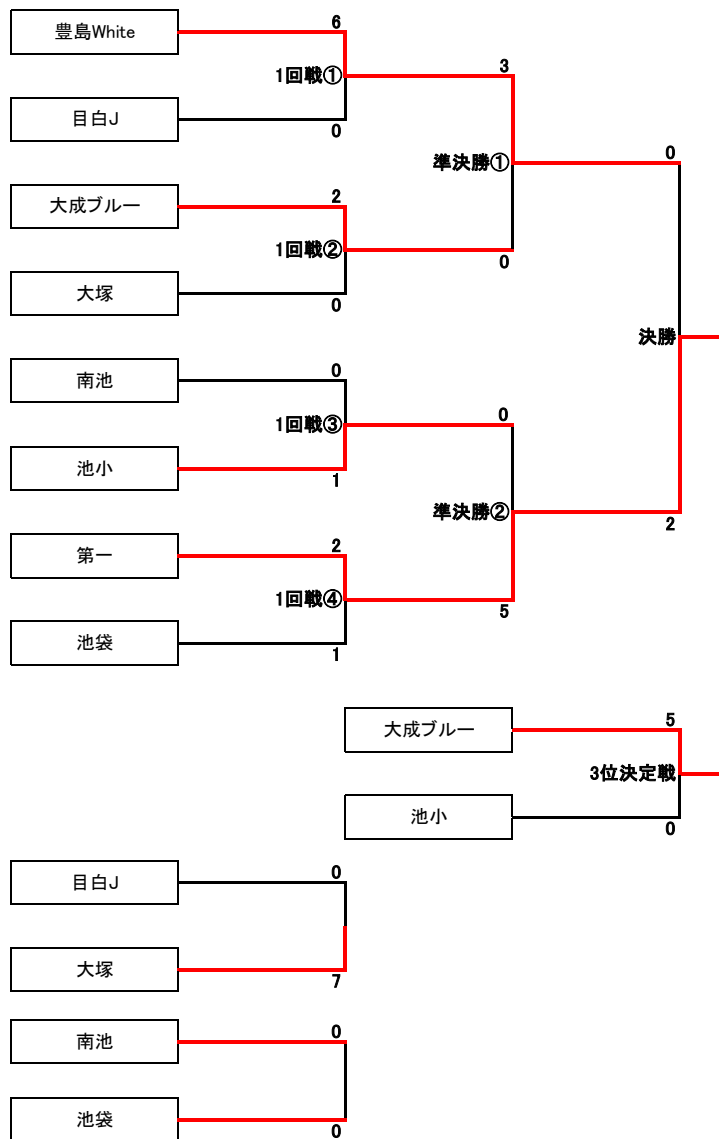 豊島White
6
1回戦①
3
目白J
0
準決勝①
0
大成ブルー
2
1回戦②
0
大塚
0
決勝
南池
0
1回戦③
0
池小
1
準決勝②
2
第一
2
1回戦④
5
池袋
1
大成ブルー
5
3位決定戦
池小
0
目白J
0
大塚
7
南池
0
池袋
0